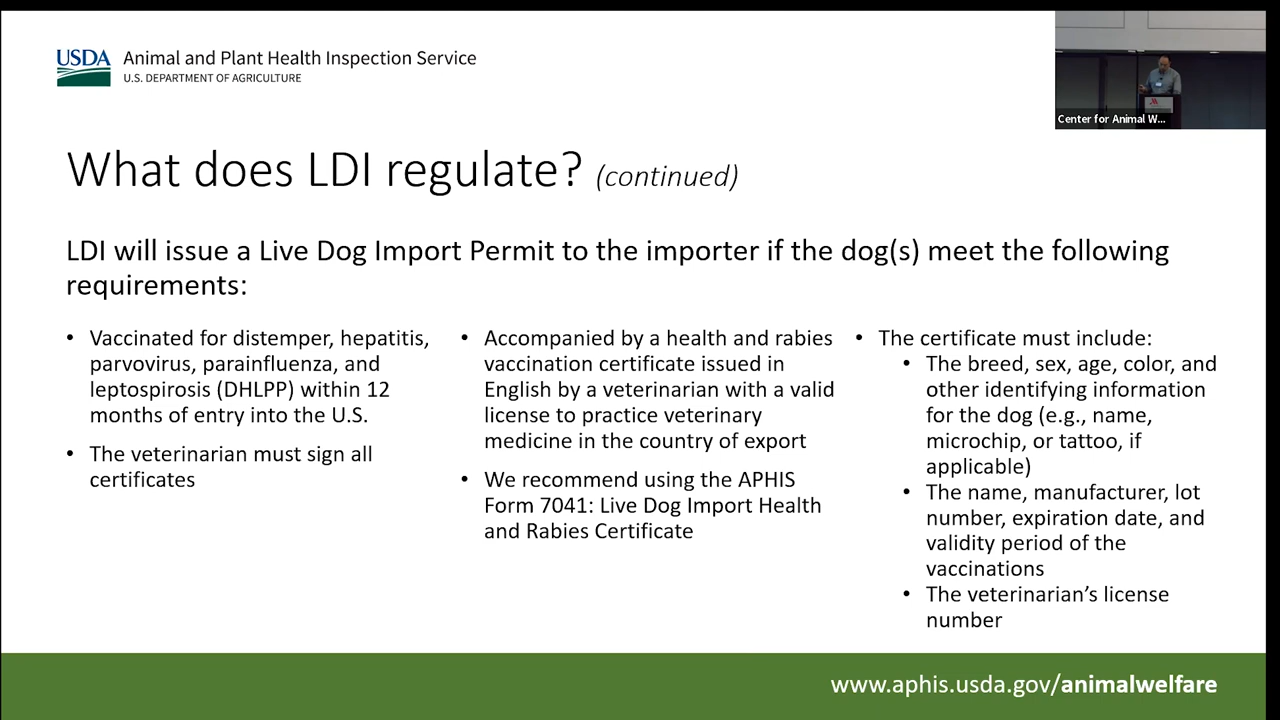 USDA
Animal and Plant Health Inspection Service
U.S. DEPARTMENT OF AGRICULTURE
Center for Animal W...
What does LDI regulate? (continued)
LDI will issue a Live Dog Import Permit to the importer if the dog(s) meet the following
requirements:
• Vaccinated for distemper, hepatitis,
parvovirus, parainfluenza, and
leptospirosis (DHLPP) within 12
months of entry into the U.S.
• The veterinarian must sign all
certificates
• Accompanied by a health and rabies
vaccination certificate issued in
English by a veterinarian with a valid
license to practice veterinary
medicine in the country of export
• We recommend using the APHIS
Form 7041: Live Dog Import Health
and Rabies Certificate
• The certificate must include:
• The breed, sex, age, color, and
other identifying information
for the dog (e.g., name,
microchip, or tattoo, if
applicable)
• The name, manufacturer, lot
number, expiration date, and
validity period of the
vaccinations
• The veterinarian's license
number
www.aphis.usda.gov/animalwelfare